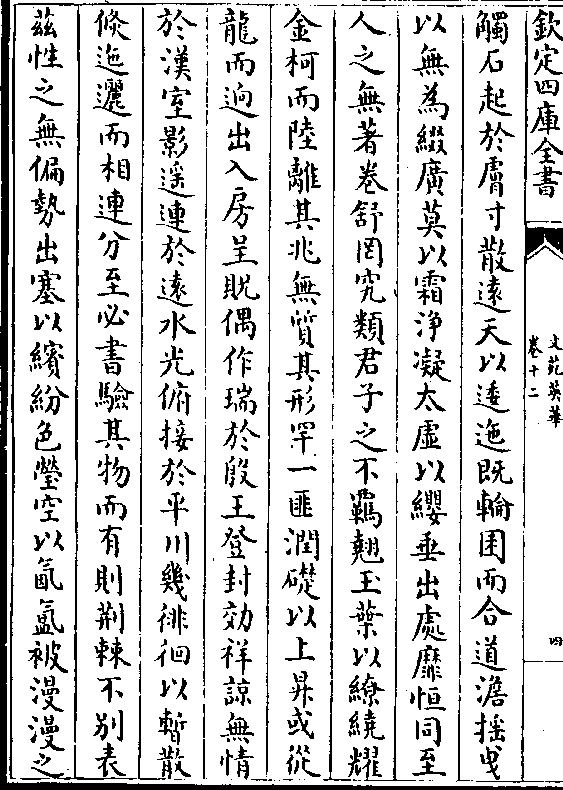 欽定四庫全書
文苑英華
卷十二
四
觸石起於膚寸散遠天以逶迤既輪囷而合道澹摇曳
以無為綴廣莫以霜浄凝太虚以纓垂出處靡恒同至
人之無著卷舒罔究類君子之不羈翹玉葉以繚繞耀
金柯而陸離其兆無質其形罕一匪潤礎以上昇或從
龍而逈出入房呈貺偶作瑞於殷王登封効祥諒無情
於漢室影遥連於遠水光俯接於平川幾徘徊以暫散
倐迤邐而相連分至必書驗其物而有則荆棘不别表
兹性之無偏勢出塞以繽紛色瑩空以氤氲被漫漫之